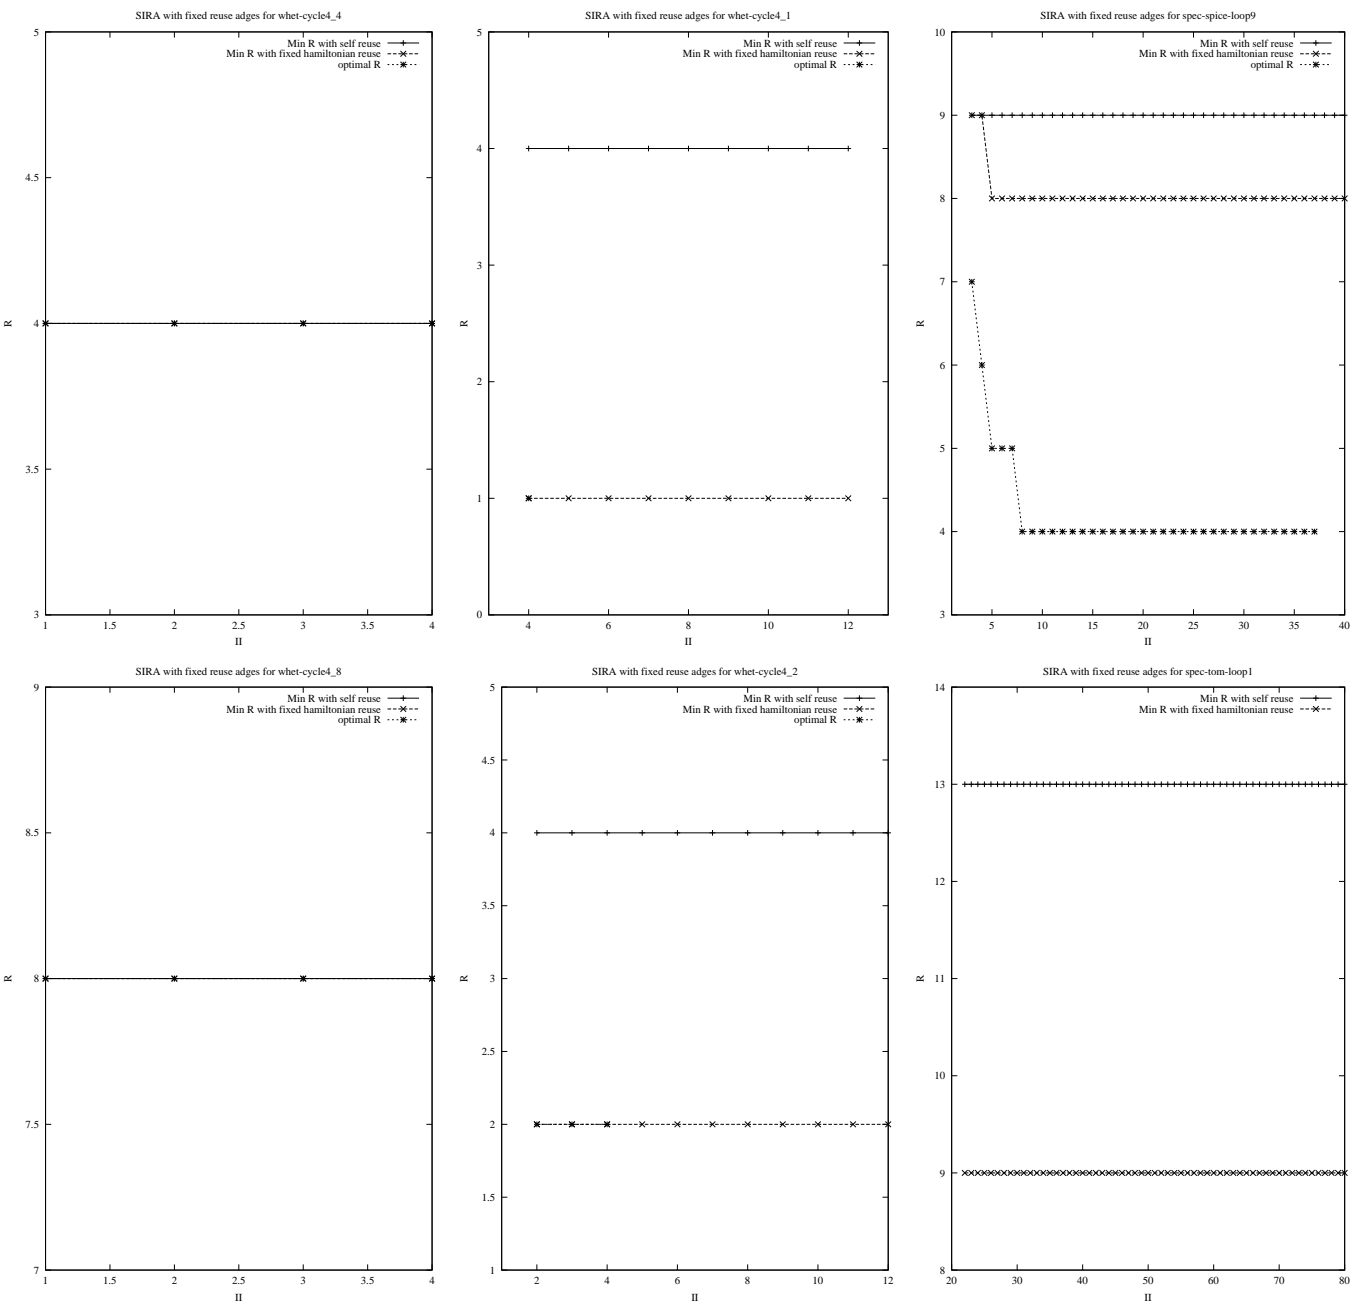 SIRA with fixed reuse adges for whet-cycle4_4
Min R with self reuse
Min R with fixed hamiltonian reuse
optimal R
5
4.5
4
3.5
3
R
1 1.5 2 2.5 3 3.5 4
II
SIRA with fixed reuse adges for whet-cycle4_1
Min R with self reuse
Min R with fixed hamiltonian reuse
optimal R
5
4
3
2
1
0
R
4 6 8 10 12
II
SIRA with fixed reuse adges for spec-spice-loop9
Min R with self reuse
Min R with fixed hamiltonian reuse
optimal R
10
9
8
7
6
5
4
3
R
5 10 15 20 25 30 35 40
II
SIRA with fixed reuse adges for whet-cycle4_8
Min R with self reuse
Min R with fixed hamiltonian reuse
optimal R
9
8.5
8
7.5
7
R
1 1.5 2 2.5 3 3.5 4
II
SIRA with fixed reuse adges for whet-cycle4_2
Min R with self reuse
Min R with fixed hamiltonian reuse
optimal R
5
4.5
4
3.5
3
2.5
2
1.5
1
R
2 4 6 8 10 12
II
SIRA with fixed reuse adges for spec-tom-loop1
Min R with self reuse
Min R with fixed hamiltonian reuse
14
13
12
11
10
9
8
R
20 30 40 50 60 70 80
II